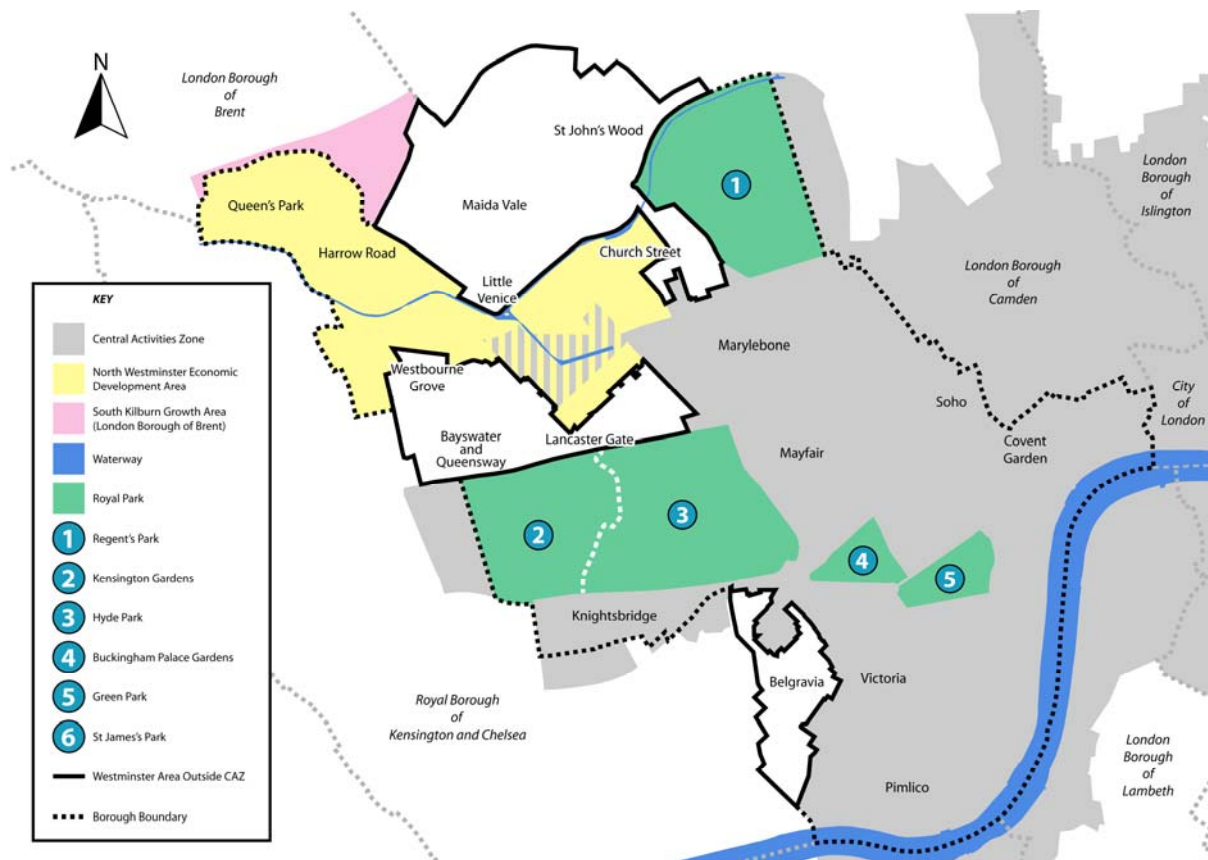 N
London Borough
of
Brent
St John's Wood
1
London
Borough
of
Islington
Queen's Park
Maida Vale
Harrow Road
Church Street
London Borough
of
Camden
Little
Venice
Marylebone
Westbourne
Grove
Soho
City
of
London
Bayswater
and
Queensway
Lancaster Gate
Mayfair
Covent
Garden
2
3
4
5
Knightsbridge
Belgravia
Victoria
Royal Borough
of
Kensington and Chelsea
London
Borough
of
Lambeth
Pimlico
KEY
Central Activities Zone
North Westminster Economic
Development Area
South Kilburn Growth Area
(London Borough of Brent)
Waterway
Royal Park
1 Regent's Park
2 Kensington Gardens
3 Hyde Park
4 Buckingham Palace Gardens
5 Green Park
6 St James's Park
Westminster Area Outside CAZ
Borough Boundary